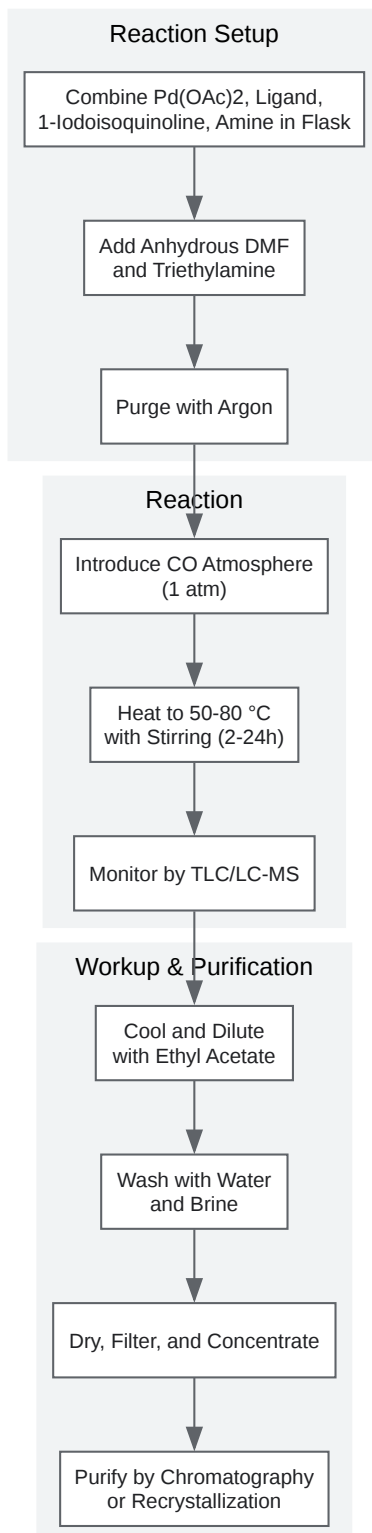 Reaction Setup
Combine Pd(OAc)2, Ligand,
1-Iodoisoquinoline, Amine in Flask
Add Anhydrous DMF
and Triethylamine
Purge with Argon
Reaction
Introduce CO Atmosphere
(1 atm)
Heat to 50-80 °C
with Stirring (2-24h)
Monitor by TLC/LC-MS
Workup & Purification
Cool and Dilute
with Ethyl Acetate
Wash with Water
and Brine
Dry, Filter, and Concentrate
Purify by Chromatography
or Recrystallization